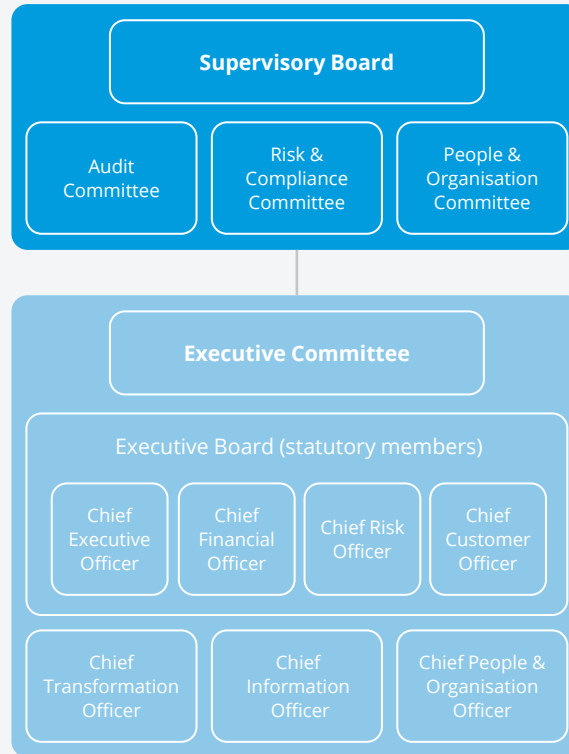 Supervisory Board
Audit
Committee
Risk &
Compliance
Committee
People &
Organisation
Committee
Executive Committee
Executive Board (statutory members)
Chief
Executive
Officer
Chief
Financial
Officer
Chief Risk
Officer
Chief
Customer
Officer
Chief
Transformation
Officer
Chief
Information
Officer
Chief People &
Organisation
Officer